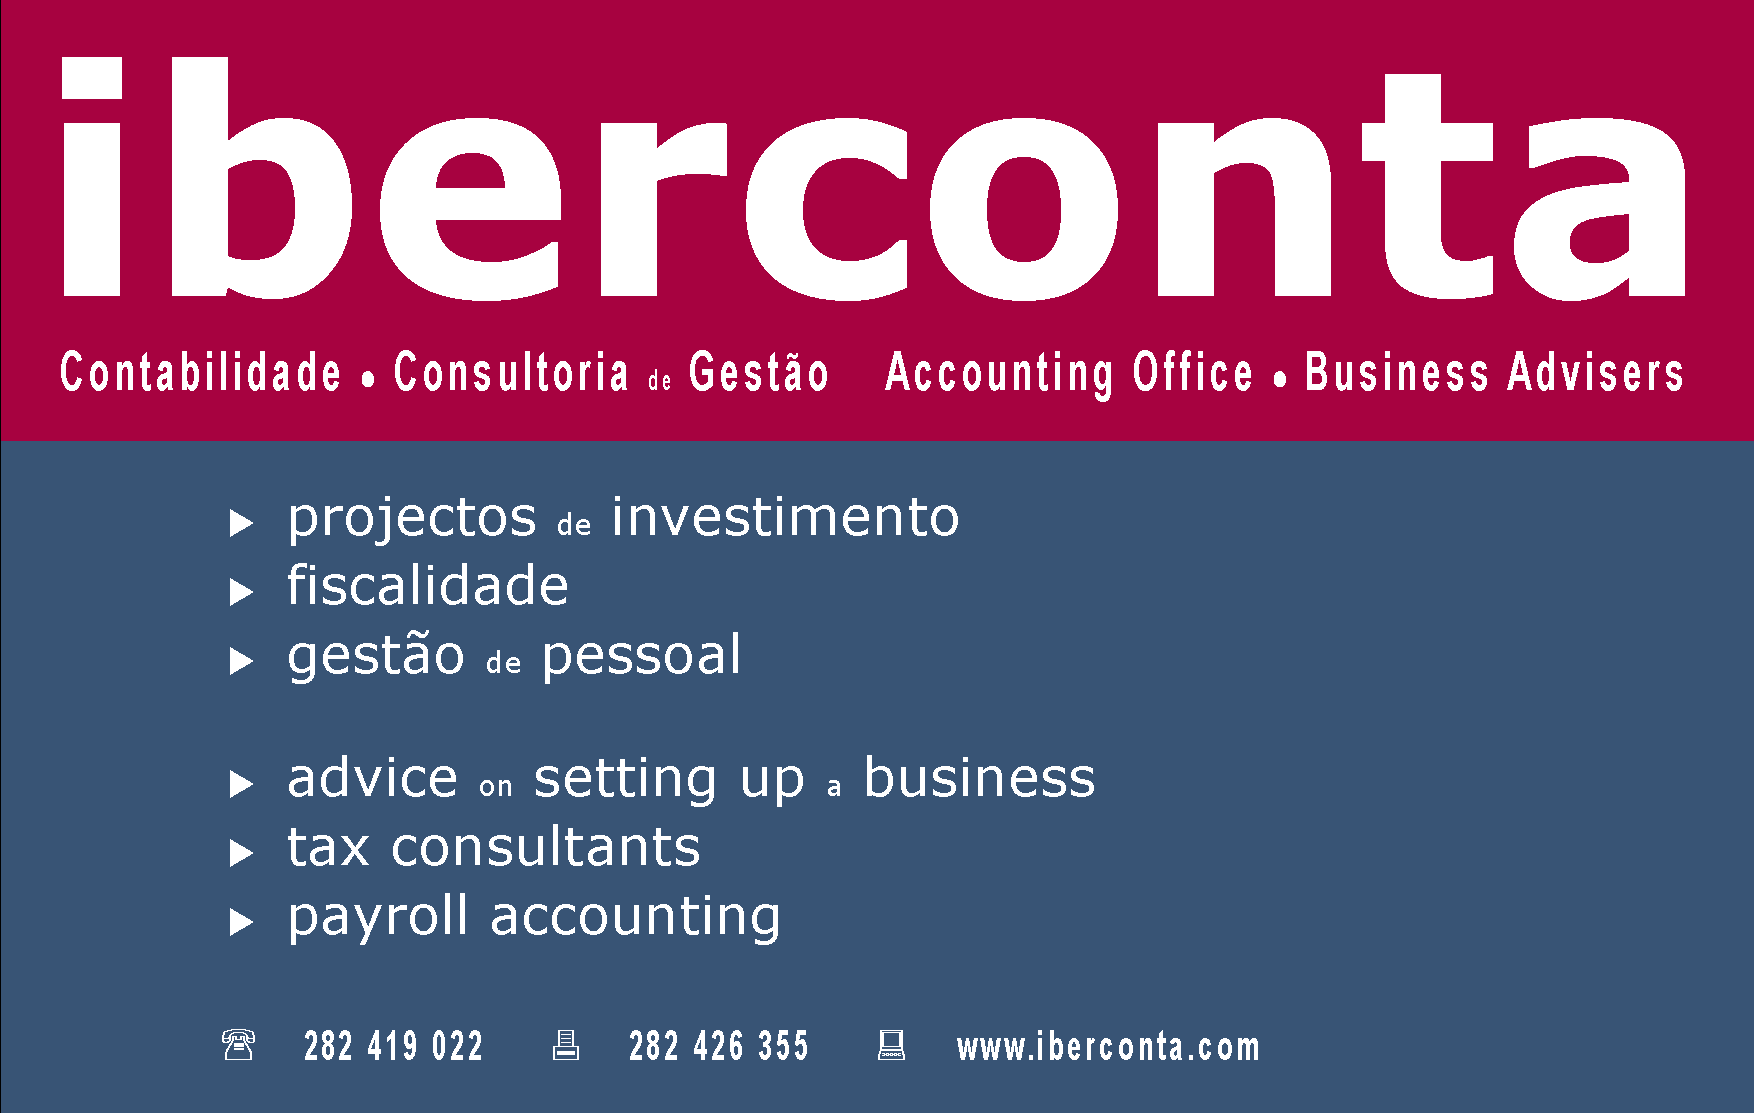 iberconta
Contabilidade • Consultoria de Gestão Accounting Office • Business Advisers
▶ projectos de investimento
▶ fiscalidade
▶ gestão de pessoal
▶ advice on setting up a business
▶ tax consultants
▶ payroll accounting
282 419 022 282 426 355 www.iberconta.com